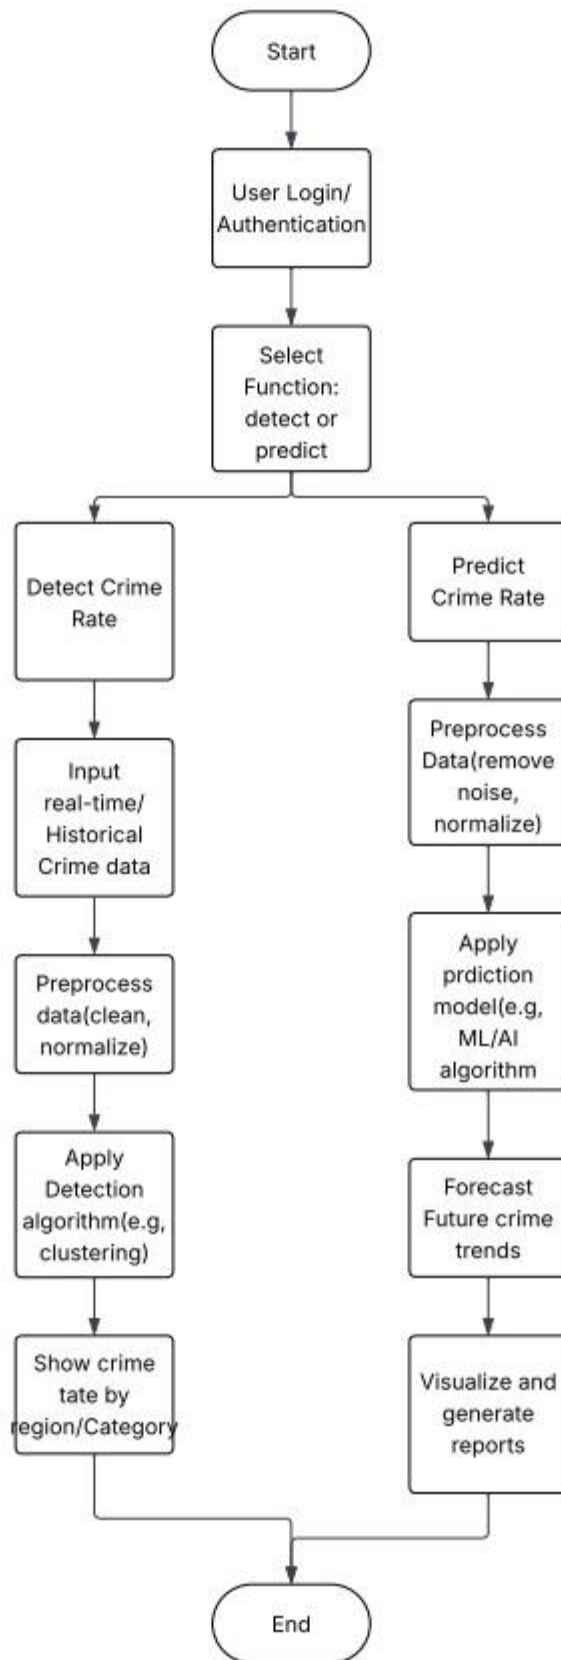 Start
User Login/
Authentication
Select
Function:
detect or
predict
Detect Crime
Rate
Input
real-time/
Historical
Crime data
Preprocess
data(clean,
normalize)
Apply
Detection
algorithm(e.g,
clustering)
Show crime
tate by
region/Category
Predict
Crime Rate
Preprocess
Data(remove
noise,
normalize)
Apply
prdiction
model(e.g,
ML/AI
algorithm
Forecast
Future crime
trends
Visualize and
generate
reports
End